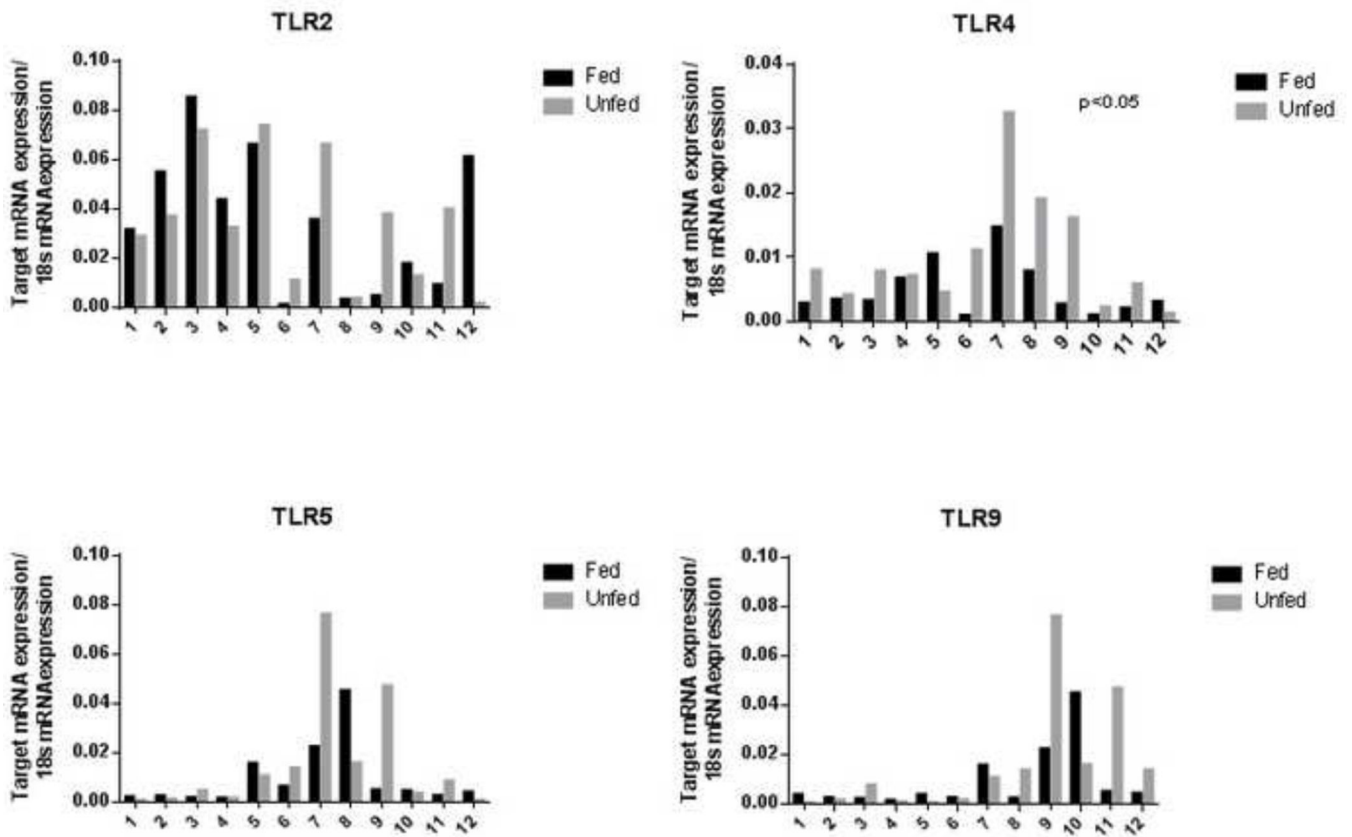 TLR2
Target mRNA expression/
18s mRNAexpression
0.10
0.08
0.06
0.04
0.02
0.00
1 2 3 4 5 6 7 8 9 10 11 12
Fed
Unfed
TLR4
Target mRNA expression/
18s mRNAexpression
0.04
0.03
0.02
0.01
0.00
1 2 3 4 5 6 7 8 9 10 11 12
p<0.05
Fed
Unfed
TLR5
Target mRNA expression/
18s mRNAexpression
0.10
0.08
0.06
0.04
0.02
0.00
1 2 3 4 5 6 7 8 9 10 11 12
Fed
Unfed
TLR9
Target mRNA expression/
18s mRNAexpression
0.10
0.08
0.06
0.04
0.02
0.00
1 2 3 4 5 6 7 8 9 10 11 12
Fed
Unfed